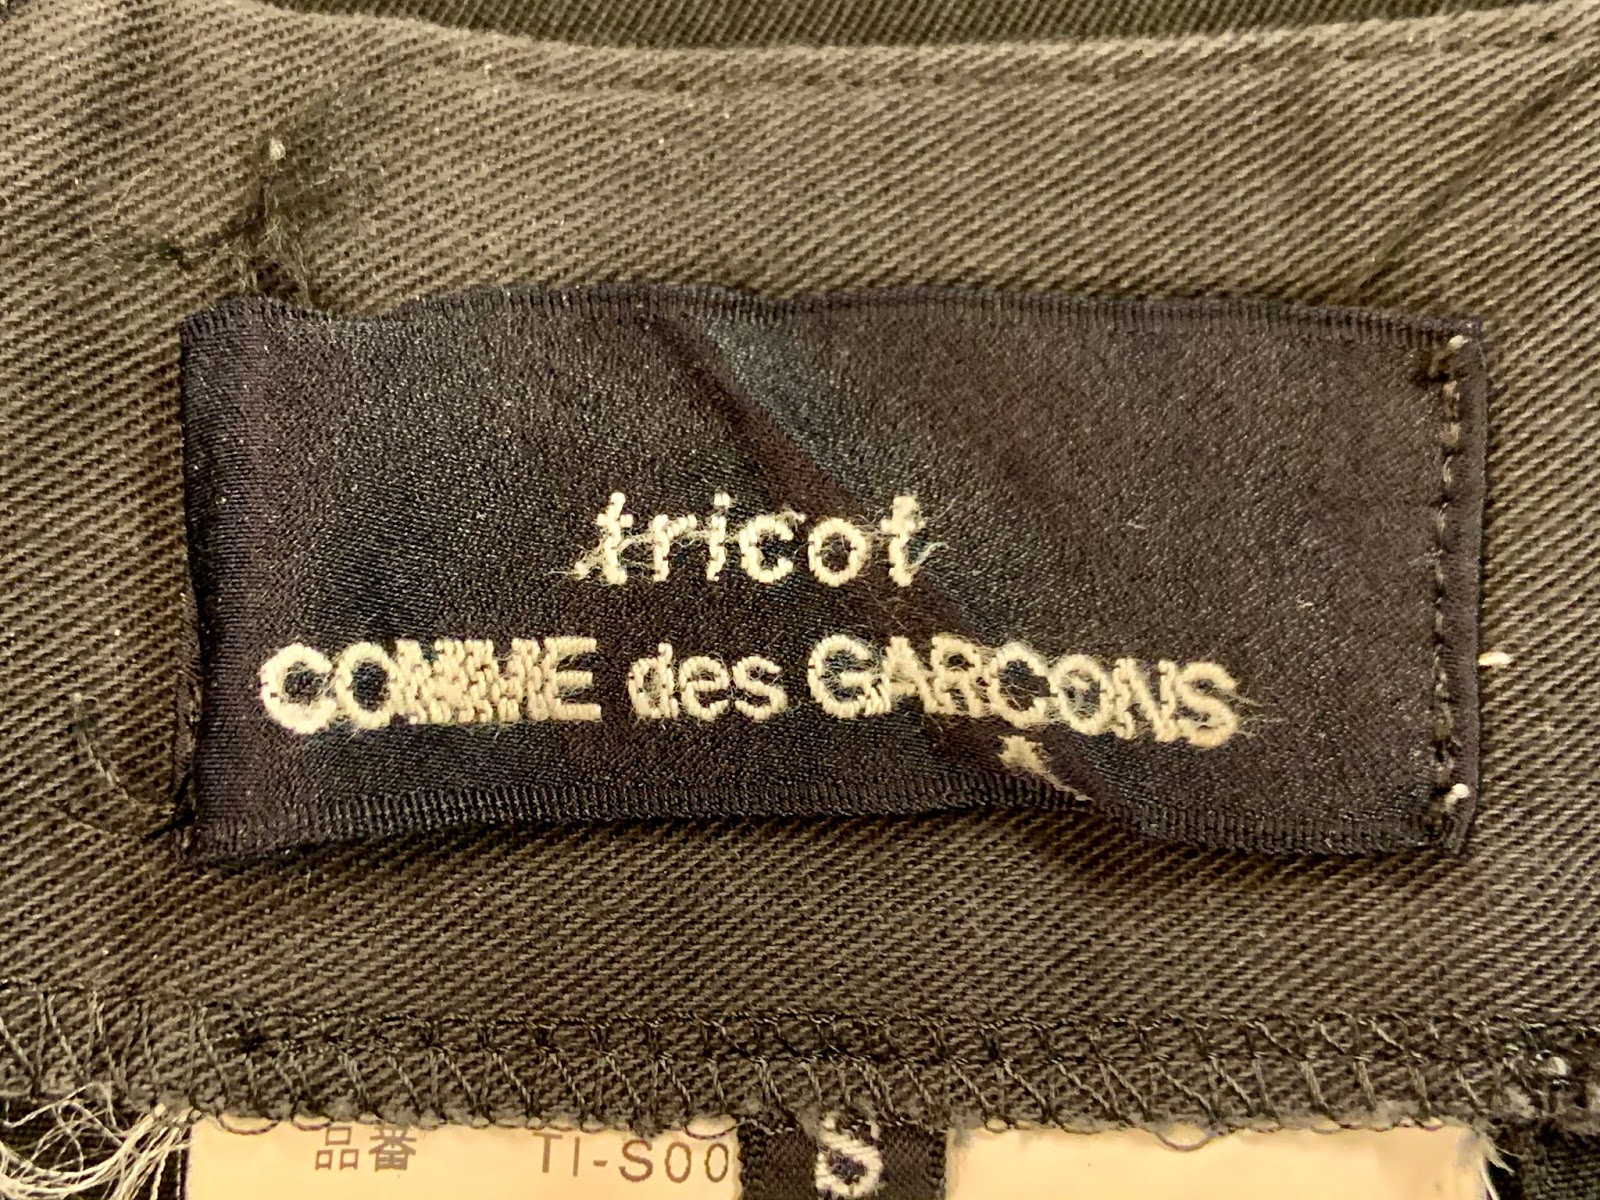 tricot
COMME des GARCONS
品番 TI-S00 S